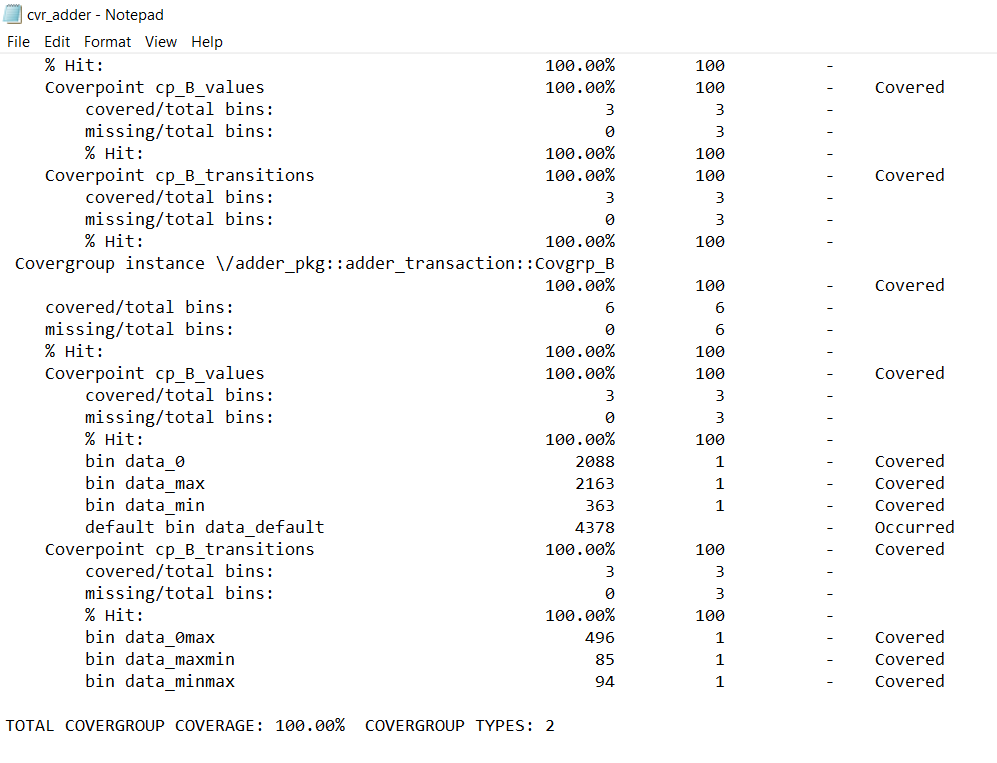 cvr_adder - Notepad
File Edit Format View Help
% Hit: 100.00% 100 -
Coverpoint cp_B_values 100.00% 100 - Covered
covered/total bins: 3 3 -
missing/total bins: 0 3 -
% Hit: 100.00% 100 -
Coverpoint cp_B_transitions 100.00% 100 - Covered
covered/total bins: 3 3 -
missing/total bins: 0 3 -
% Hit: 100.00% 100 -
Covergroup instance \/adder_pkg::adder_transaction::Covgrp_B
100.00% 100 - Covered
covered/total bins: 6 6 -
missing/total bins: 0 6 -
% Hit: 100.00% 100 -
Coverpoint cp_B_values 100.00% 100 - Covered
covered/total bins: 3 3 -
missing/total bins: 0 3 -
% Hit: 100.00% 100 -
bin data_0 2088 1 - Covered
bin data_max 2163 1 - Covered
bin data_min 363 1 - Covered
default bin data_default 4378 - Occurred
Coverpoint cp_B_transitions 100.00% 100 - Covered
covered/total bins: 3 3 -
missing/total bins: 0 3 -
% Hit: 100.00% 100 -
bin data_0max 496 1 - Covered
bin data_maxmin 85 1 - Covered
bin data_minmax 94 1 - Covered
TOTAL COVERGROUP COVERAGE: 100.00% COVERGROUP TYPES: 2